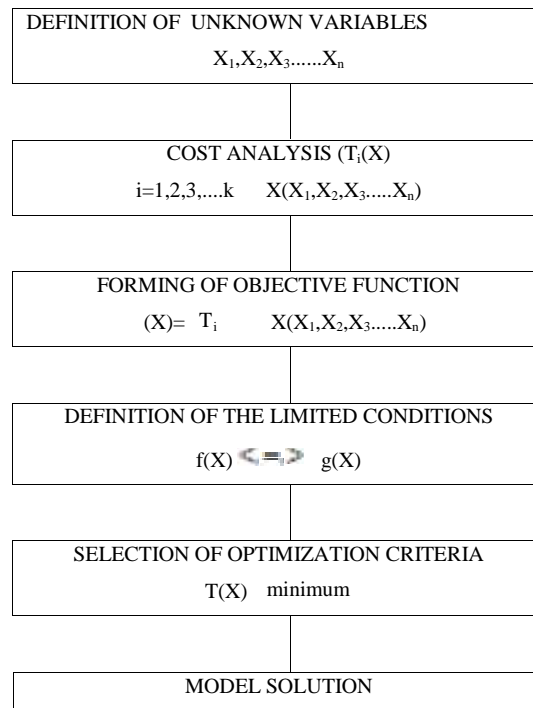 DEFINITION OF UNKNOWN VARIABLES
X₁,X₂,X₃......Xₙ
COST ANALYSIS (Tᵢ(X)
i=1,2,3,....k X(X₁,X₂,X₃.....Xₙ)
FORMING OF OBJECTIVE FUNCTION
(X)= Tᵢ X(X₁,X₂,X₃.....Xₙ)
DEFINITION OF THE LIMITED CONDITIONS
f(X) <,=,> g(X)
SELECTION OF OPTIMIZATION CRITERIA
T(X) minimum
MODEL SOLUTION